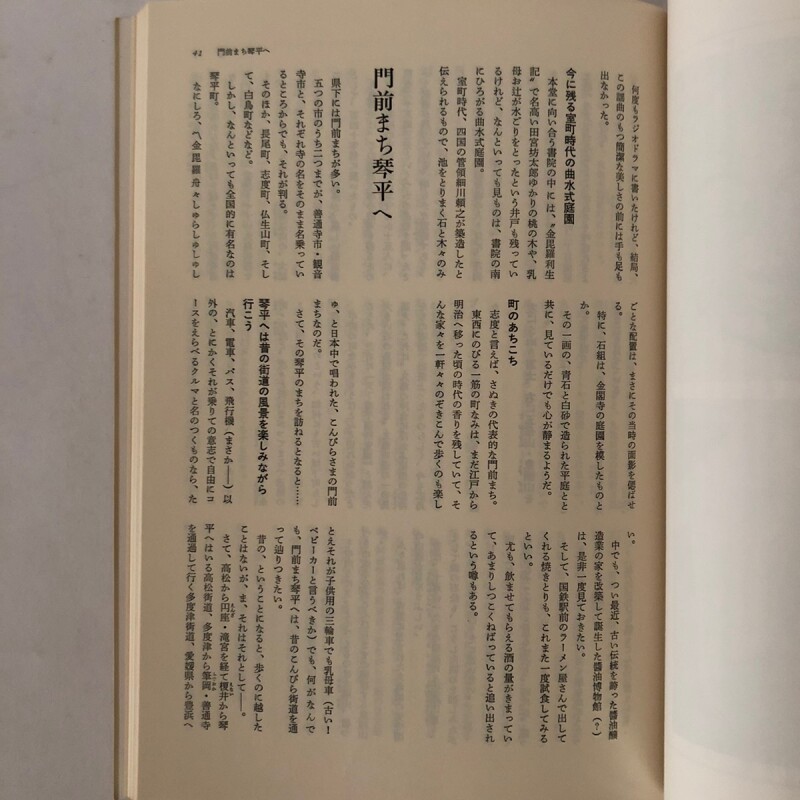 42 門前まち琴平へ
何度もラジオドラマに書いたけれど、結局、
この謡曲のもつ簡潔な美しさの前には手も足も
出なかった。
今に残る室町時代の曲水式庭園
本堂に向い合う書院の中には、〝金毘羅利生
記〟で名高い田宮坊太郎ゆかりの桃の木や、乳
母お辻が水ごりをとったという井戸も残ってい
るけれど、なんといっても見ものは、書院の南
にひろがる曲水式庭園。
室町時代、四国の管領細川頼之が築造したと
伝えられるもので、池をとりまく石と木々のみ
ごとな配置は、まさにその当時の面影を偲ばせ
る。
特に、石組は、金閣寺の庭園を模したものと
か。
その一画の、青石と白砂で造られた平庭とと
共に、見ているだけでも心が静まるようだ。
町のあちこち
志度と言えば、さぬきの代表的な門前まち。
東西にのびる一筋の町なみは、まだ江戸から
明治へ移った頃の時代の香りを残していて、そ
んな家々を一軒々々のぞきこんで歩くのも楽し
い。
中でも、つい最近、古い伝統を誇った醤油醸
造業の家を改築して誕生した醤油博物館(?)
は、是非一度見ておきたい。
そして、国鉄駅前のラーメン屋さんで出して
くれる焼きとりも、これまた一度試食してみる
といい。
尤も、飲ませてもらえる酒の量がきまってい
て、あまりしつこくねばっていると追い出され
るという噂もある。
門前まち琴平へ
県下には門前まちが多い。
五つの市のうち二つまでが、善通寺市・観音
寺市と、それぞれ寺の名をそのまま名乗ってい
るところからでも、それが判る。
そのほか、長尾町、志度町、仏生山町、そし
て、白鳥町などなど。
しかし、なんといっても全国的に有名なのは
琴平町。
なにしろ、〽金毘羅舟々しゅらしゅしゅし
ゅ、と日本中で唱われた、こんぴらさまの門前
まちなのだ。
さて、その琴平のまちを訪ねるとなると……
琴平へは昔の街道の風景を楽しみながら
行こう
汽車、電車、バス、飛行機(まさか――)以
外の、とにかくそれが乗りての意志で自由にコ
ースをえらべるクルマと名のつくものなら、た
とえそれが子供用の三輪車でも乳母車(古い!
ベビーカーと言うべきか)でも、何がなんで
も、門前まち琴平へは、昔のこんぴら街道を通
って辿りつきたい。
昔の、ということになると、歩くのに越した
ことはないが、ま、それはそれとして――。
さて、高松から円座・滝宮を経て榎井から琴
平へはいる高松街道、多度津から筆岡・善通寺
を通過して行く多度津街道、愛媛県から豊浜へ